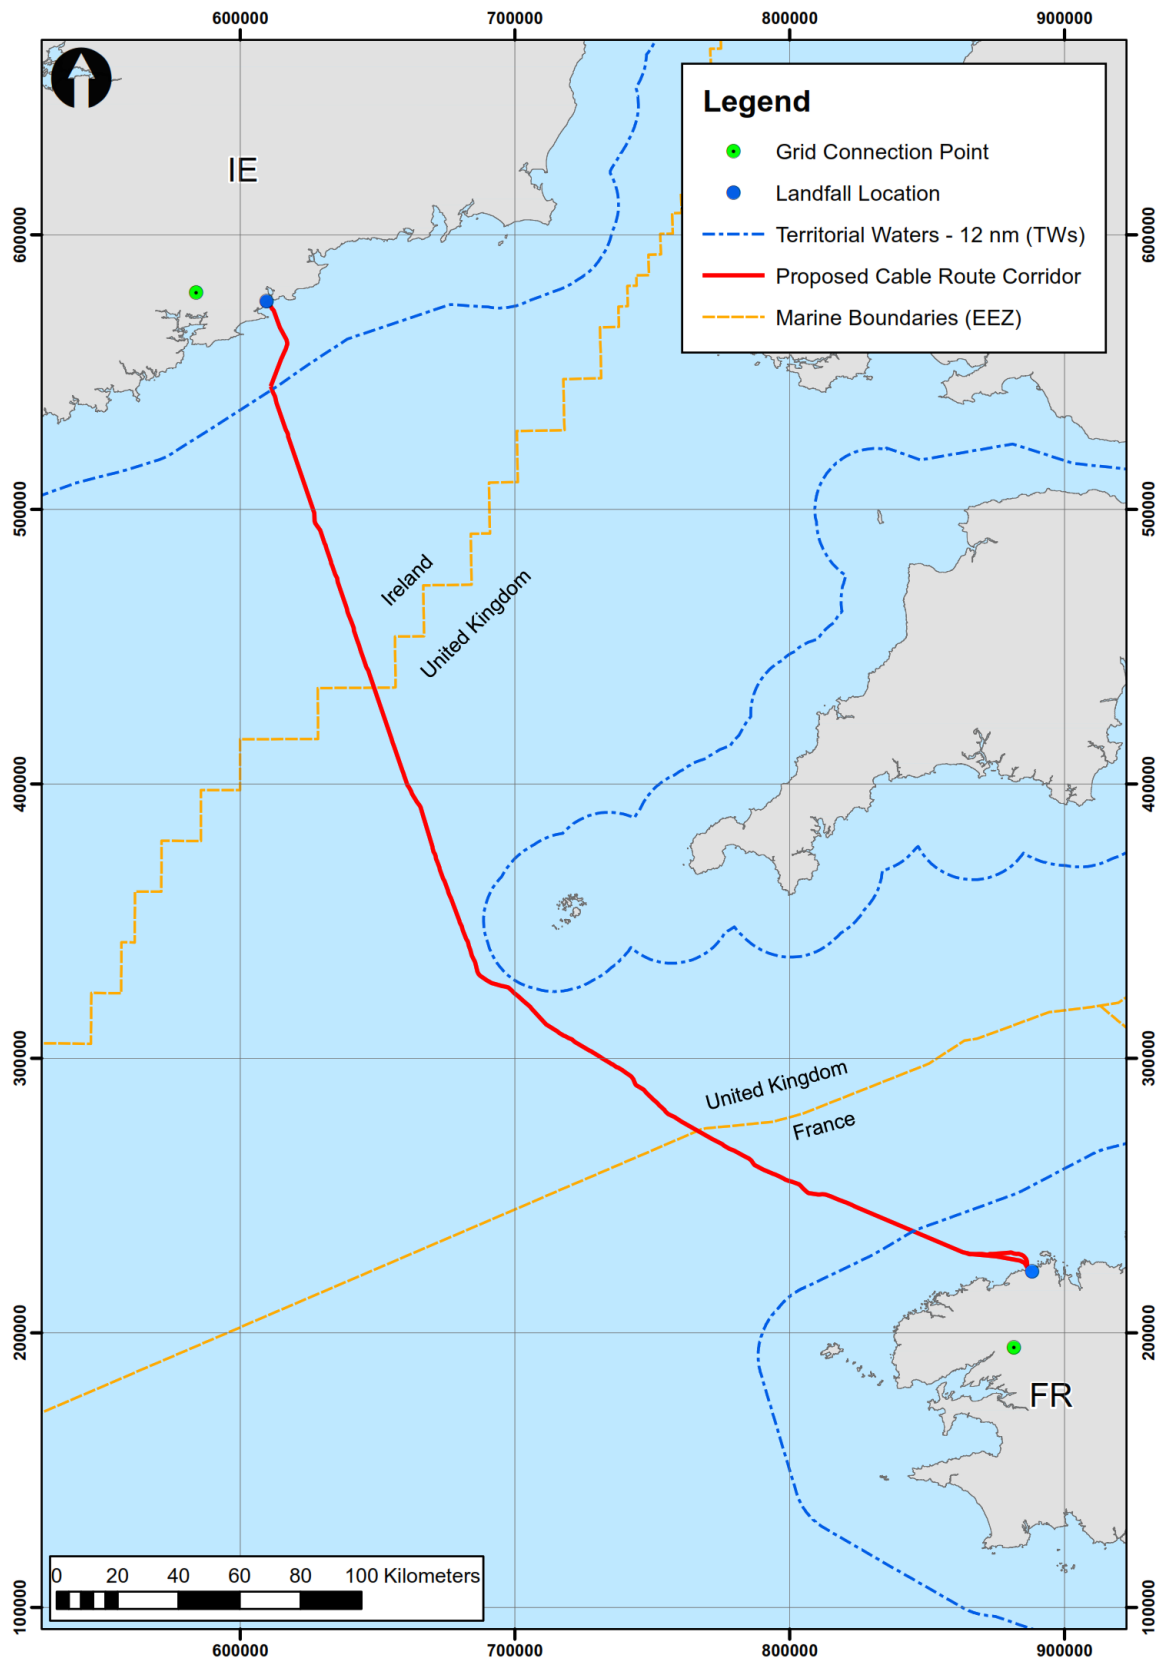 600000
700000
800000
900000
Legend
Grid Connection Point
Landfall Location
Territorial Waters - 12 nm (TWs)
Proposed Cable Route Corridor
Marine Boundaries (EEZ)
IE
600000
600000
500000
500000
Ireland
United Kingdom
400000
400000
300000
300000
United Kingdom
France
200000
200000
FR
0 20 40 60 80 100 Kilometers
100000
100000
600000
700000
800000
900000